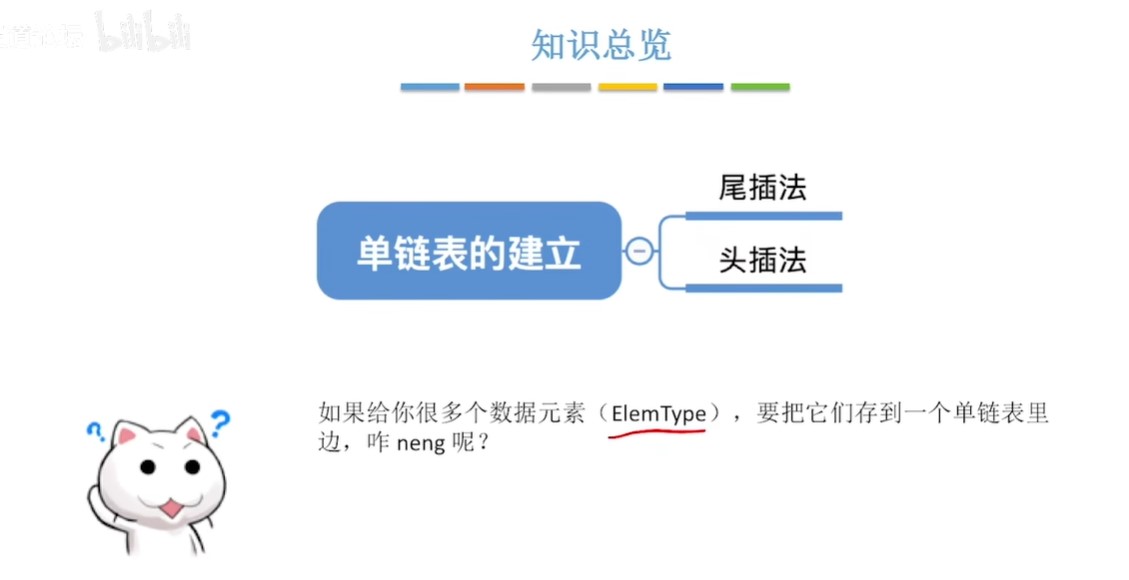 bilibili
知识总览
单链表的建立
尾插法
头插法
如果给你很多个数据元素（ElemType），要把它们存到一个单链表里
边，咋 neng 呢？